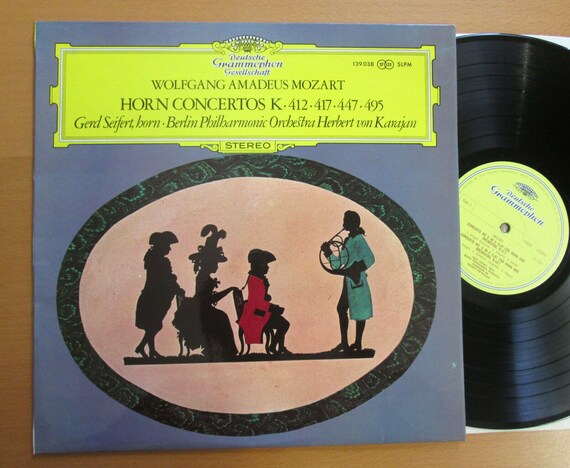 Deutsche
Grammophon
Gesellschaft
139 038 SLPM
WOLFGANG AMADEUS MOZART
HORN CONCERTOS K·412·417·447·495
Gerd Seifert, horn · Berlin Philharmonic Orchestra Herbert von Karajan
STEREO
Deutsche
Grammophon